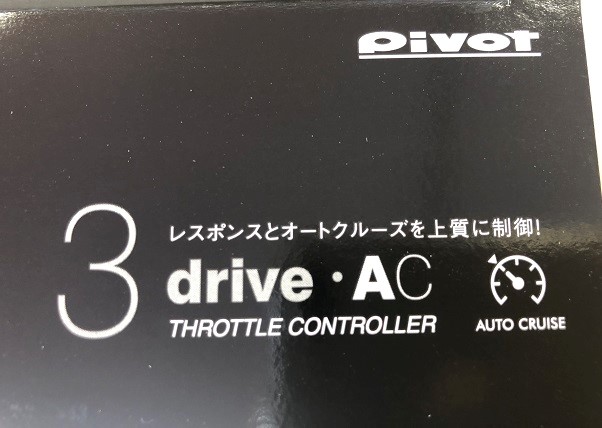 pivot
レスポンスとオートクルーズを上質に制御!
3 drive・AC
THROTTLE CONTROLLER
AUTO CRUISE